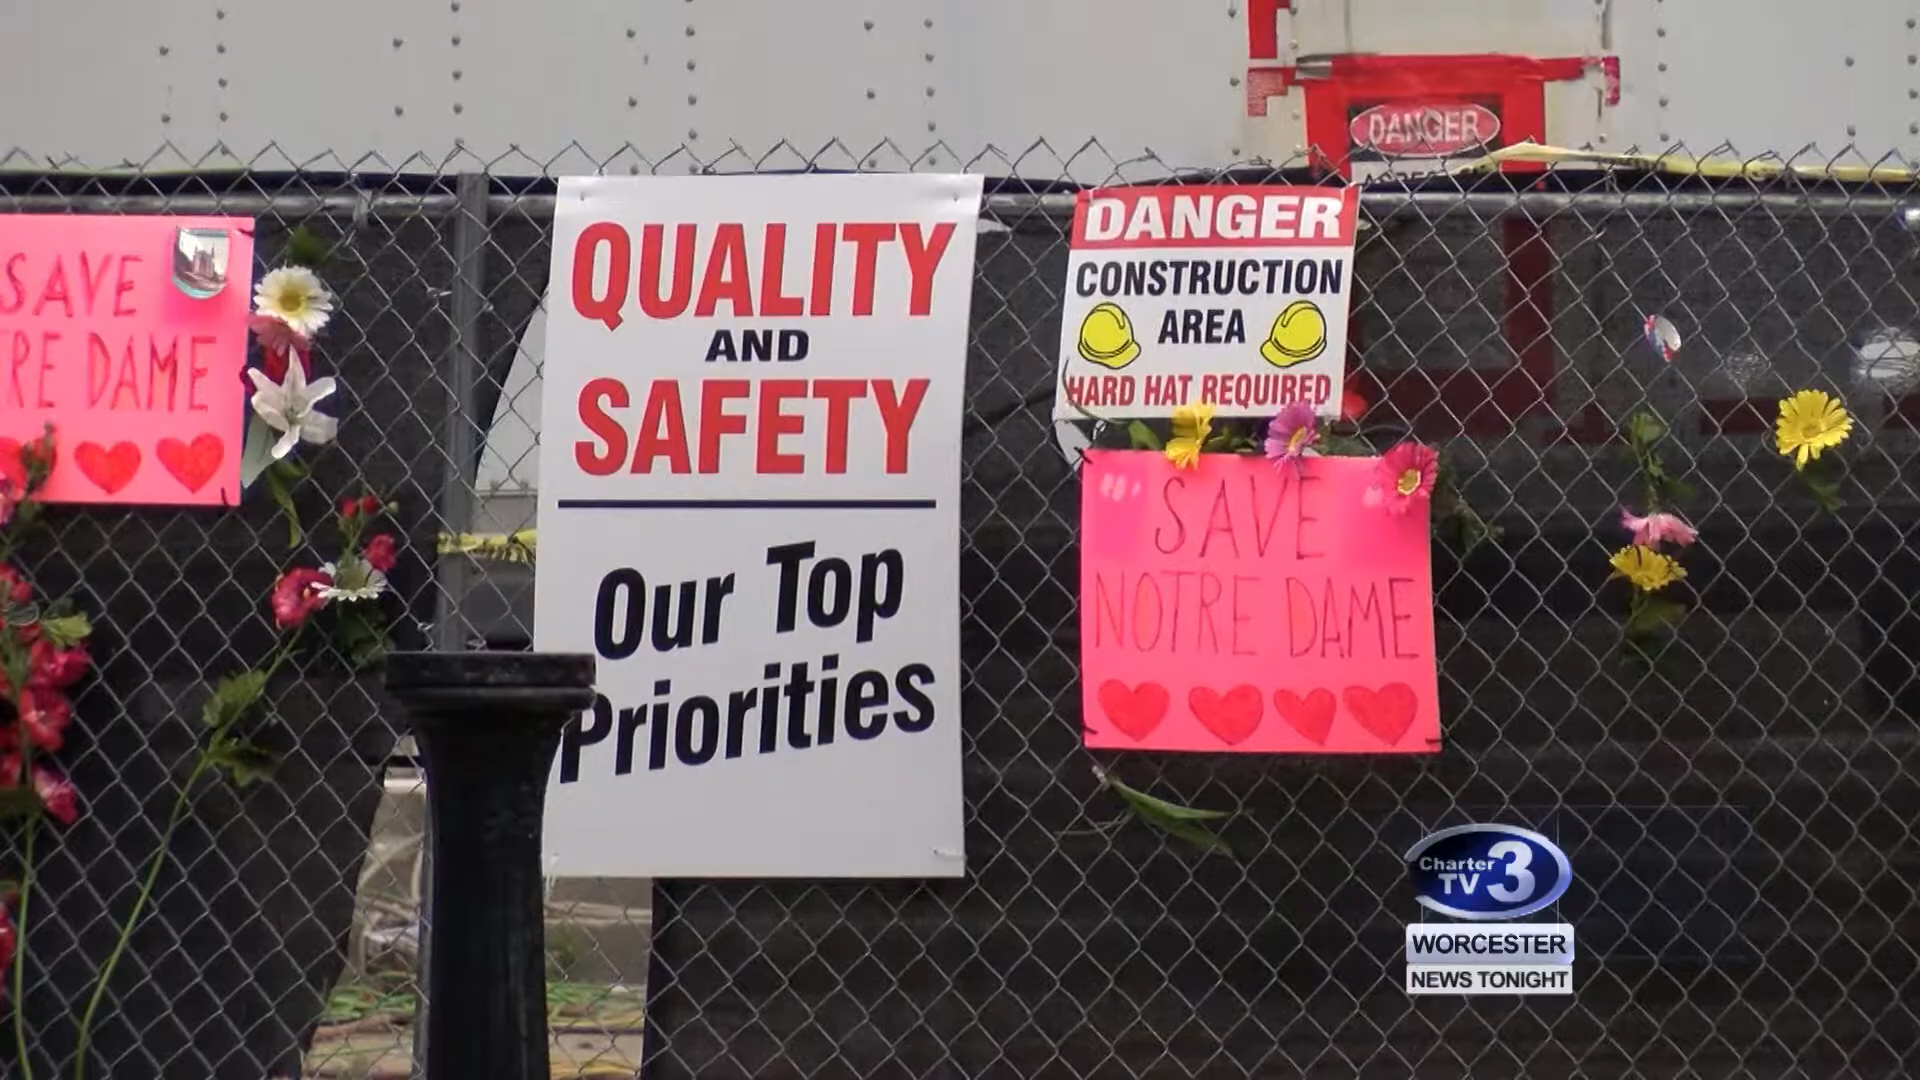 SAVE
TRE DAME
QUALITY
AND
SAFETY
Our Top
Priorities
DANGER
DANGER
CONSTRUCTION
AREA
HARD HAT REQUIRED
SAVE
NOTRE DAME
Charter
TV3
WORCESTER
NEWS TONIGHT